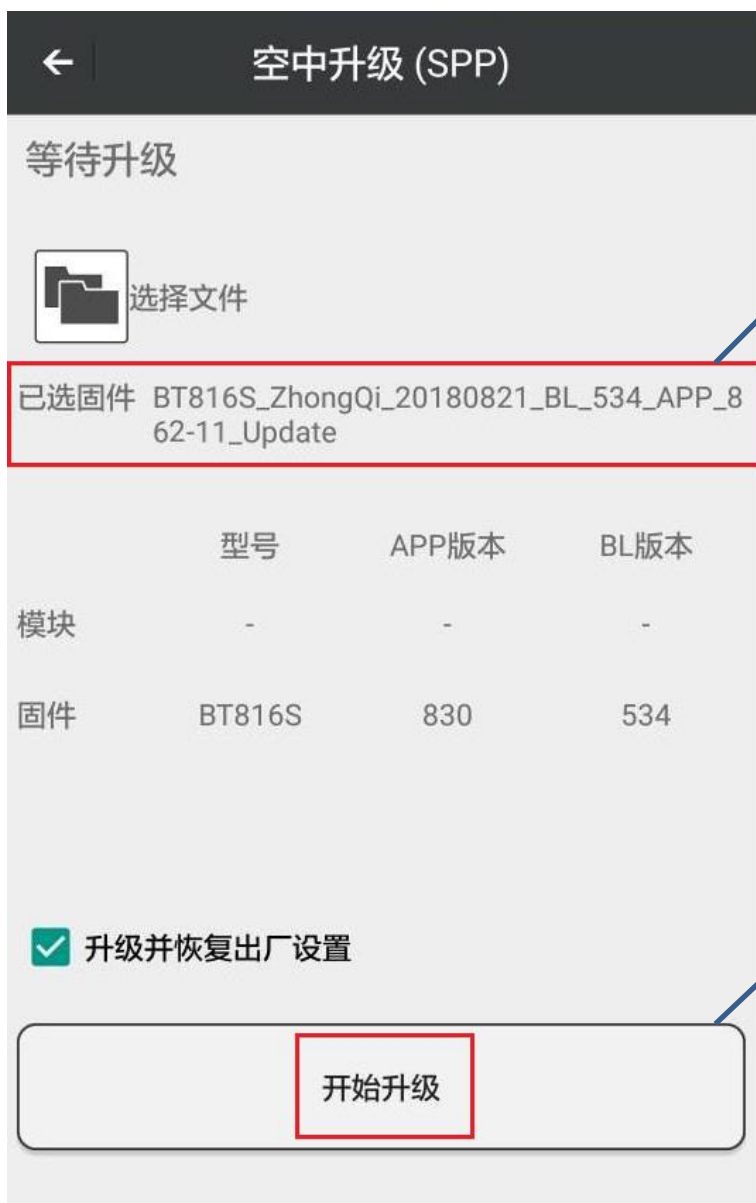 空中升级 (SPP)
等待升级
选择文件
已选固件 BT816S_ZhongQi_20180821_BL_534_APP_8
62-11_Update
型号 APP版本 BL版本
模块 - - -
固件 BT816S 830 534
升级并恢复出厂设置
开始升级